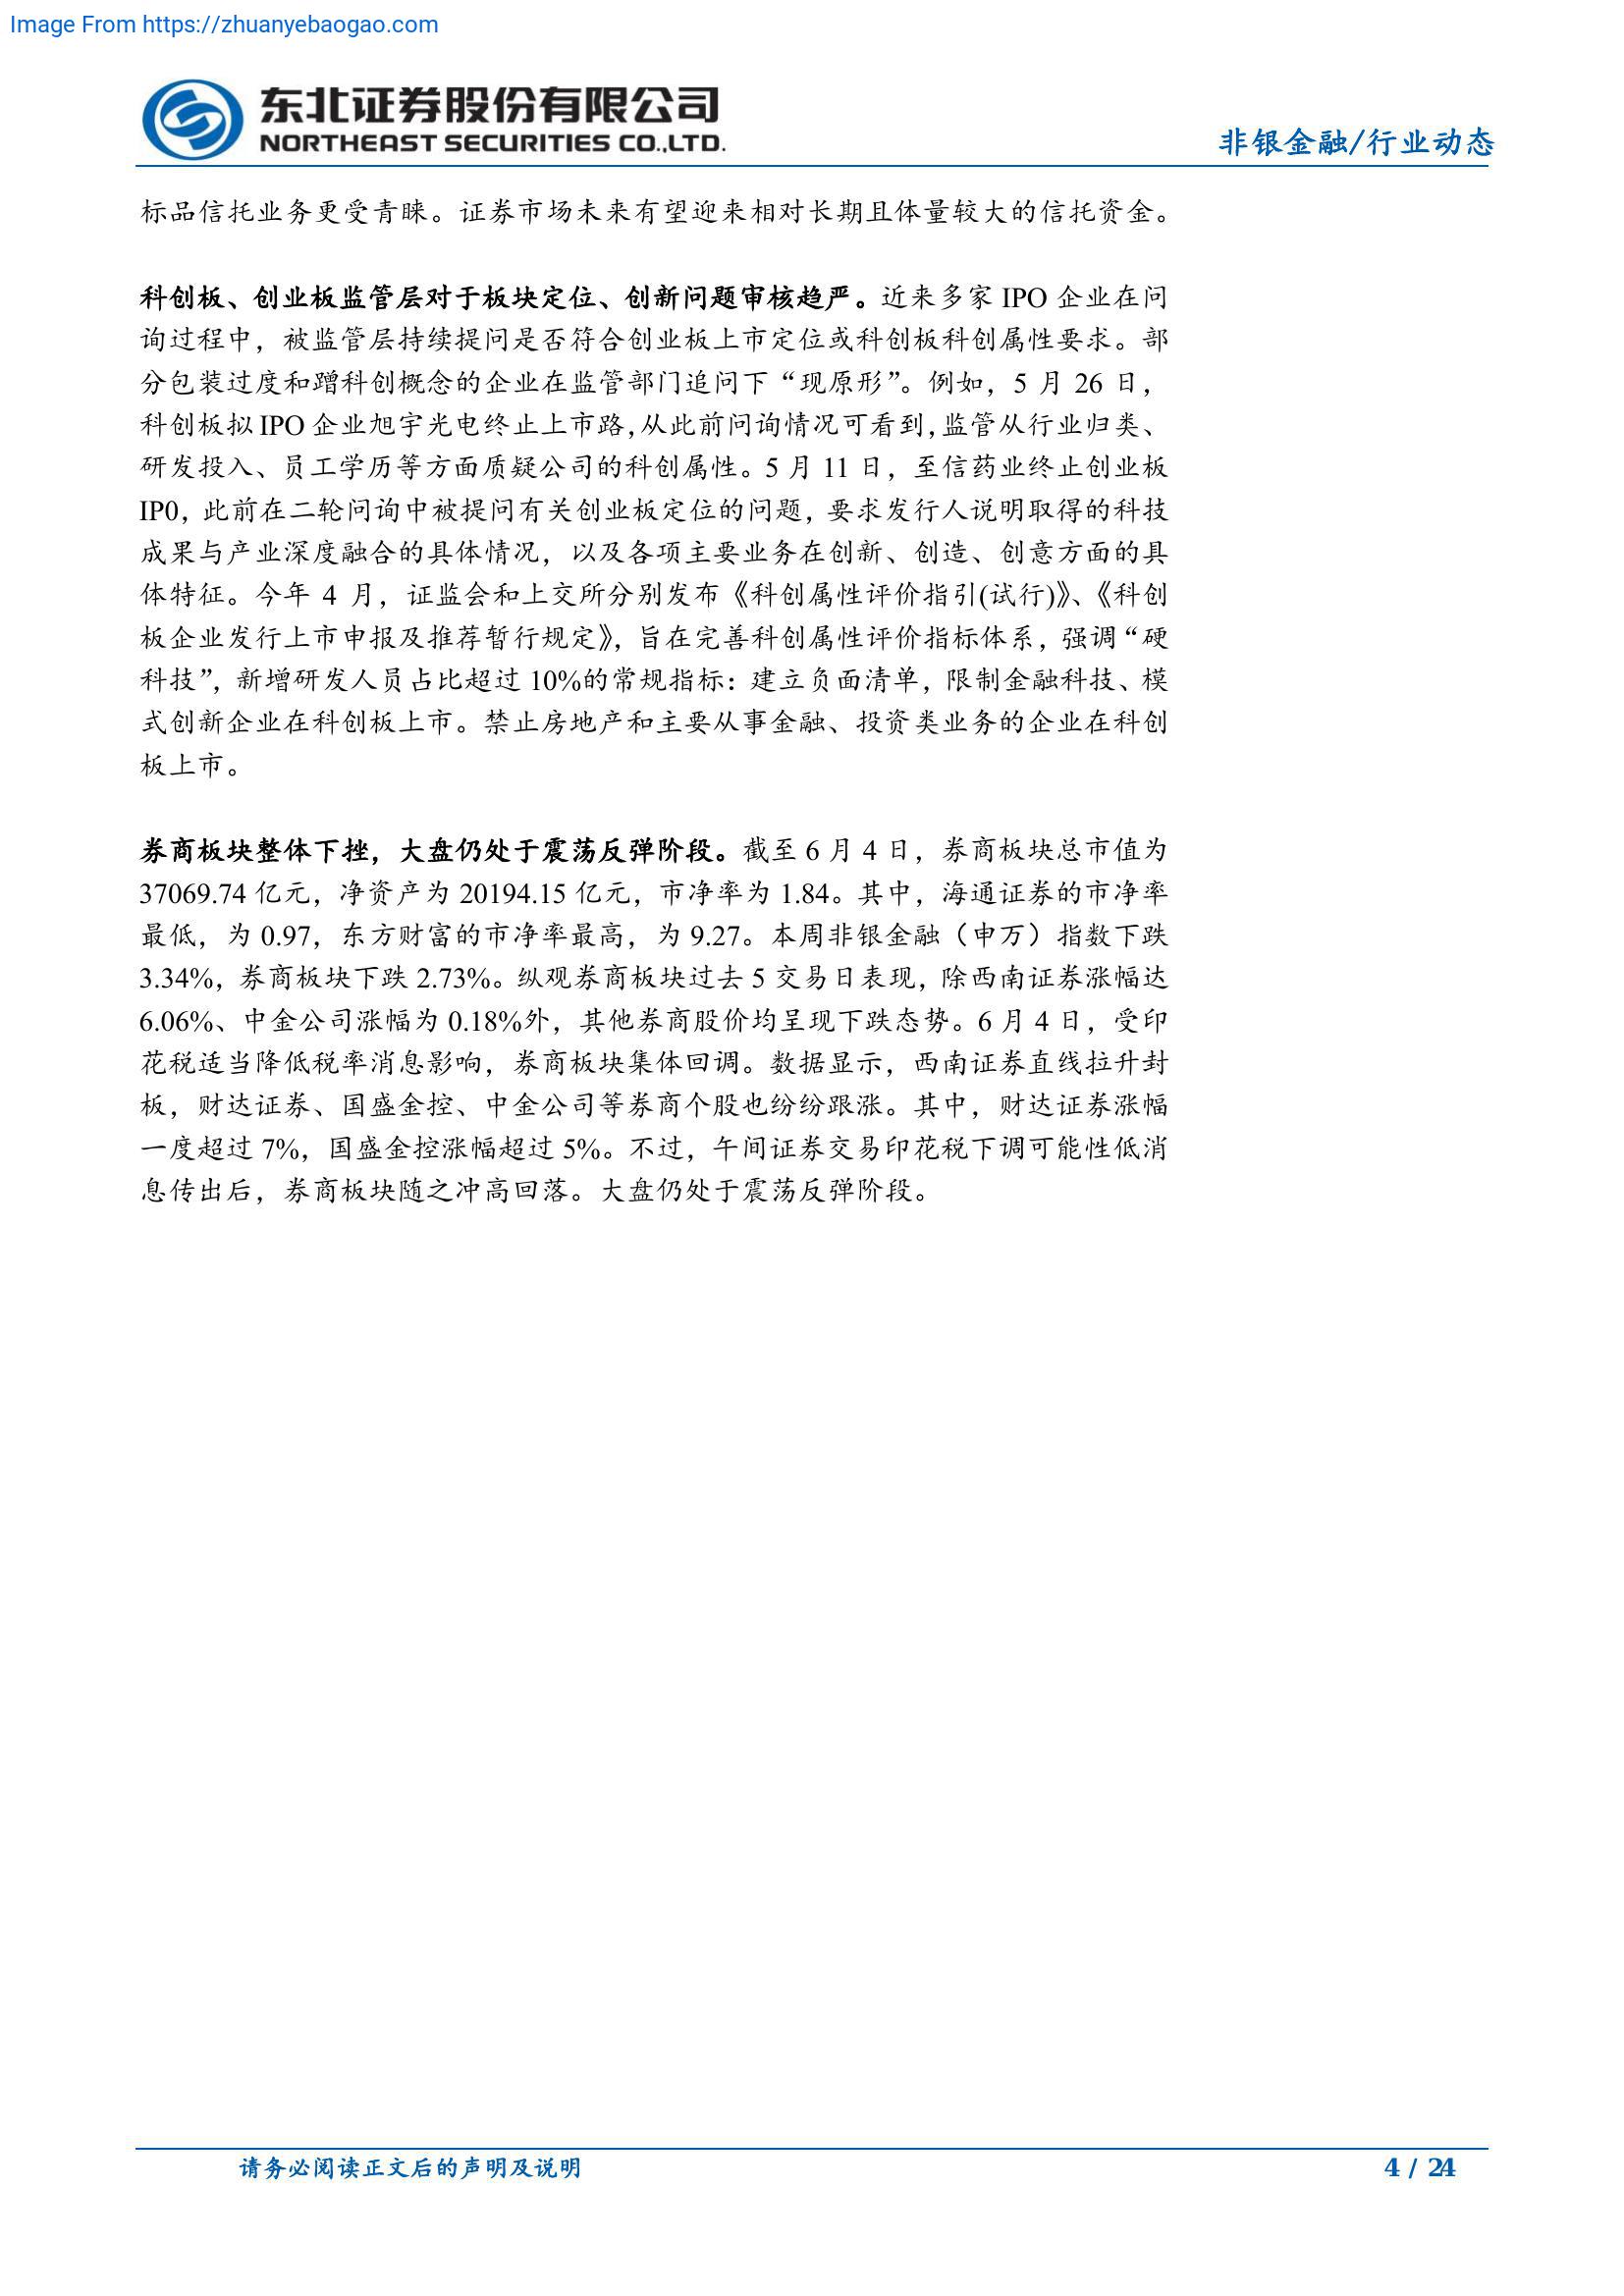 Image From https://zhuanyebaogao.com
东北证券股份有限公司
NORTHEAST SECURITIES CO.,LTD.
非银金融/行业动态
标品信托业务更受青睐。证券市场未来有望迎来相对长期且体量较大的信托资金。
科创板、创业板监管层对于板块定位、创新问题审核趋严。近来多家 IPO 企业在问
询过程中，被监管层持续提问是否符合创业板上市定位或科创板科创属性要求。部
分包装过度和蹭科创概念的企业在监管部门追问下“现原形”。例如，5 月 26 日，
科创板拟 IPO 企业旭宇光电终止上市路,从此前问询情况可看到,监管从行业归类、
研发投入、员工学历等方面质疑公司的科创属性。5 月 11 日，至信药业终止创业板
IP0，此前在二轮问询中被提问有关创业板定位的问题，要求发行人说明取得的科技
成果与产业深度融合的具体情况，以及各项主要业务在创新、创造、创意方面的具
体特征。今年 4 月，证监会和上交所分别发布《科创属性评价指引(试行)》、《科创
板企业发行上市申报及推荐暂行规定》，旨在完善科创属性评价指标体系，强调“硬
科技”，新增研发人员占比超过 10%的常规指标：建立负面清单，限制金融科技、模
式创新企业在科创板上市。禁止房地产和主要从事金融、投资类业务的企业在科创
板上市。
券商板块整体下挫，大盘仍处于震荡反弹阶段。截至 6 月 4 日，券商板块总市值为
37069.74 亿元，净资产为 20194.15 亿元，市净率为 1.84。其中，海通证券的市净率
最低，为 0.97，东方财富的市净率最高，为 9.27。本周非银金融（申万）指数下跌
3.34%，券商板块下跌 2.73%。纵观券商板块过去 5 交易日表现，除西南证券涨幅达
6.06%、中金公司涨幅为 0.18%外，其他券商股价均呈现下跌态势。6 月 4 日，受印
花税适当降低税率消息影响，券商板块集体回调。数据显示，西南证券直线拉升封
板，财达证券、国盛金控、中金公司等券商个股也纷纷跟涨。其中，财达证券涨幅
一度超过 7%，国盛金控涨幅超过 5%。不过，午间证券交易印花税下调可能性低消
息传出后，券商板块随之冲高回落。大盘仍处于震荡反弹阶段。
请务必阅读正文后的声明及说明
4 / 24